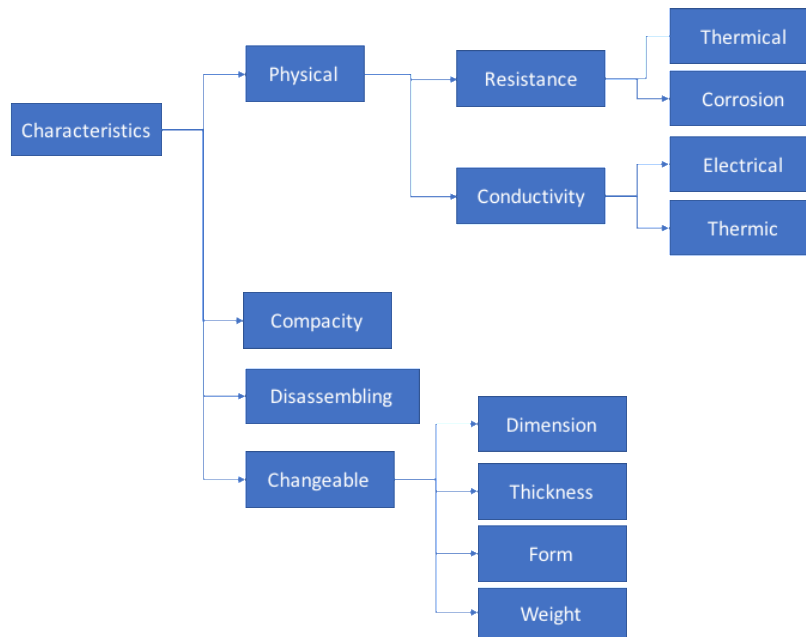 Thermical
Physical
Resistance
Corrosion
Characteristics
Electrical
Conductivity
Thermic
Compacity
Disassembling
Dimension
Changeable
Thickness
Form
Weight